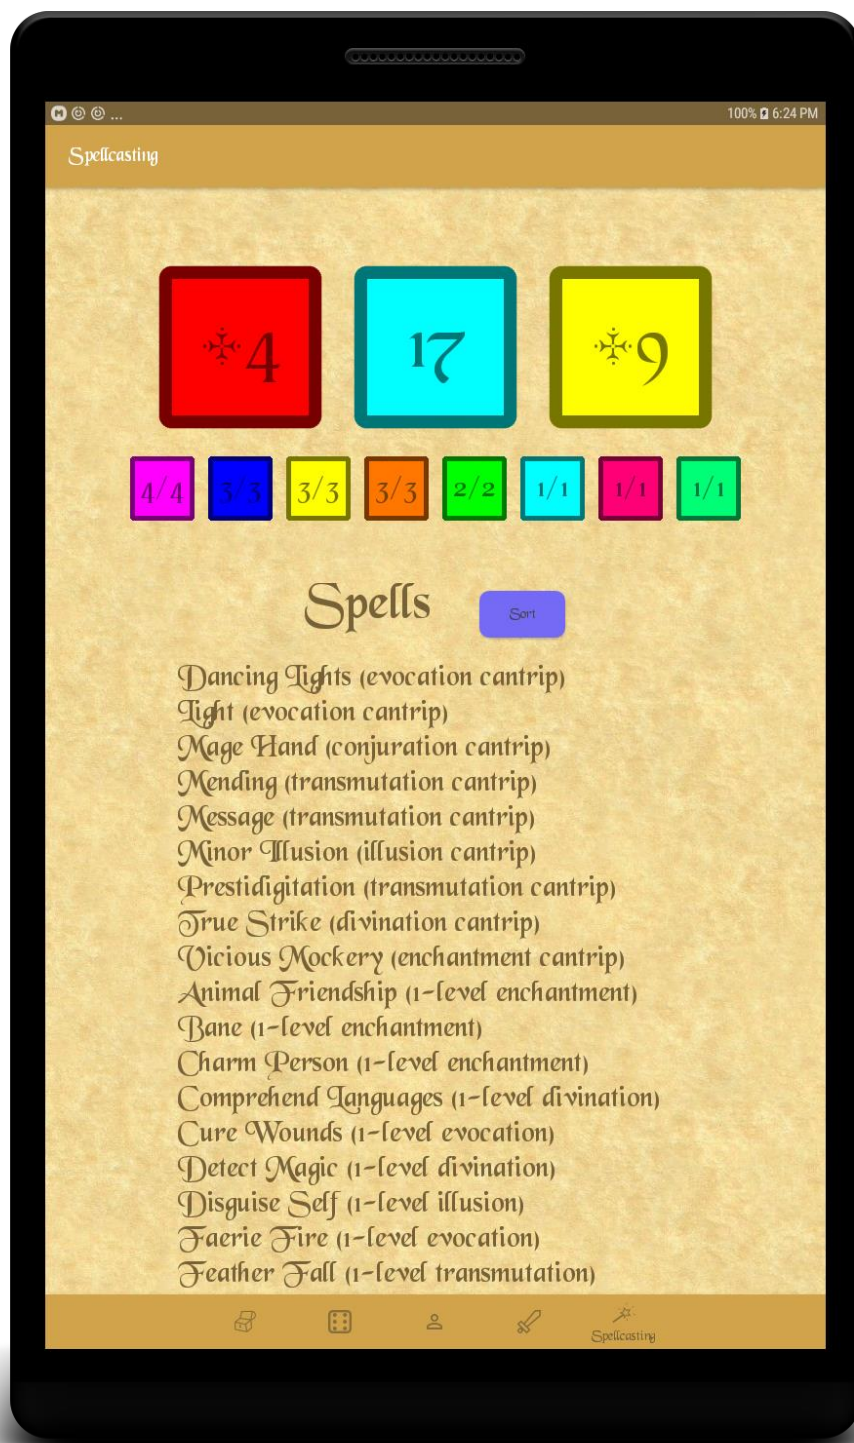 100% 6:24 PM
Spellcasting
+4 17 +9
4/4 3/3 3/3 3/3 2/2 1/1 1/1 1/1
Spells Sort
Dancing Lights (evocation cantrip)
Light (evocation cantrip)
Mage Hand (conjuration cantrip)
Mending (transmutation cantrip)
Message (transmutation cantrip)
Minor Illusion (illusion cantrip)
Prestidigitation (transmutation cantrip)
True Strike (divination cantrip)
Vicious Mockery (enchantment cantrip)
Animal Friendship (1-level enchantment)
Bane (1-level enchantment)
Charm Person (1-level enchantment)
Comprehend Languages (1-level divination)
Cure Wounds (1-level evocation)
Detect Magic (1-level divination)
Disguise Self (1-level illusion)
Faerie Fire (1-level evocation)
Feather Fall (1-level transmutation)
Spellcasting